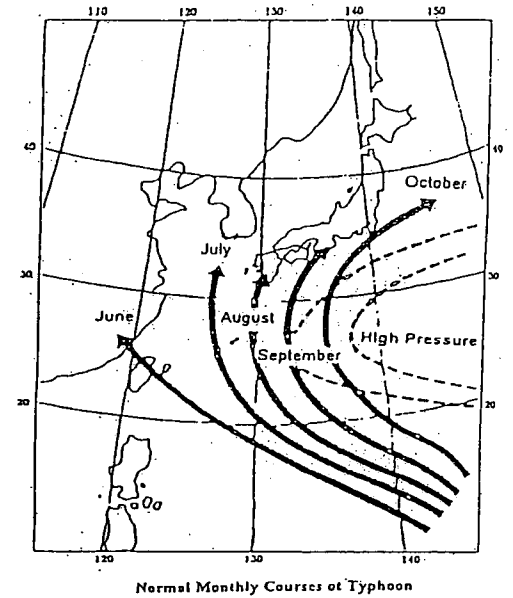 110 120 130 140 150
40 40
October
July
30 30
June
August
High Pressure
September
20 20
120 130 140
Normal Monthly Courses of Typhoon